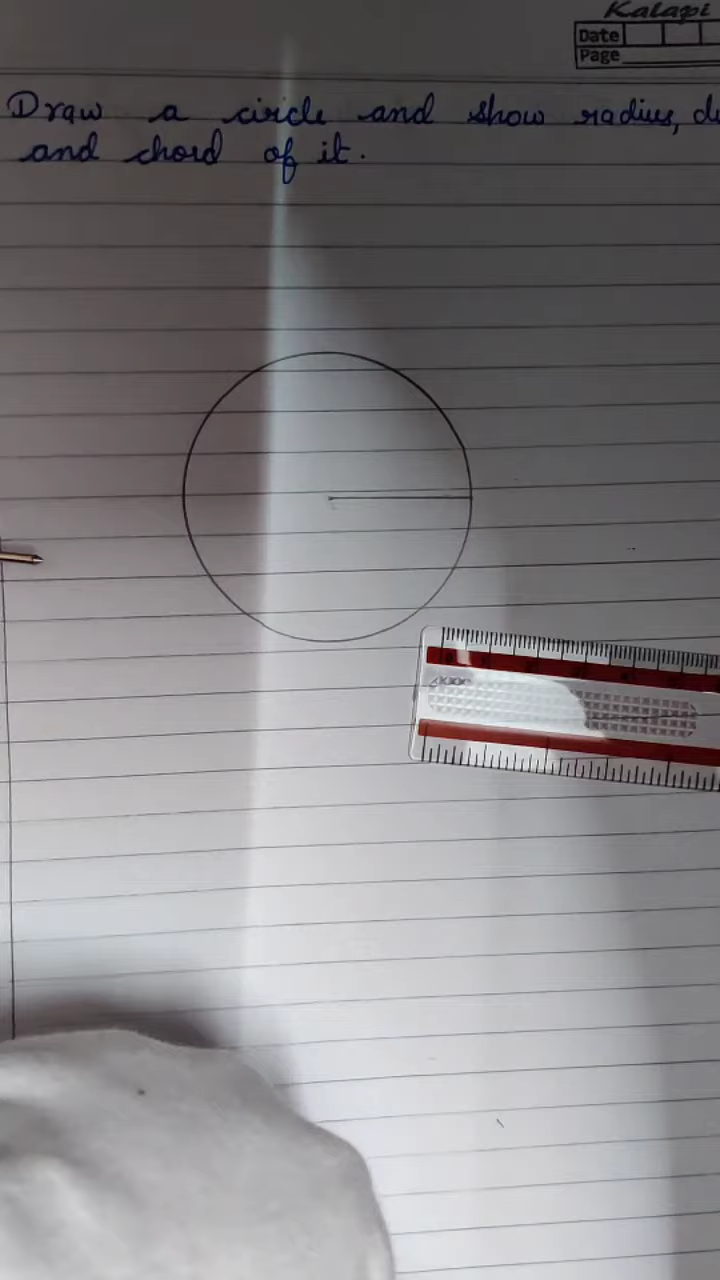 Kalapi
Date
Page
Draw a circle and show radius,
and chord of it.